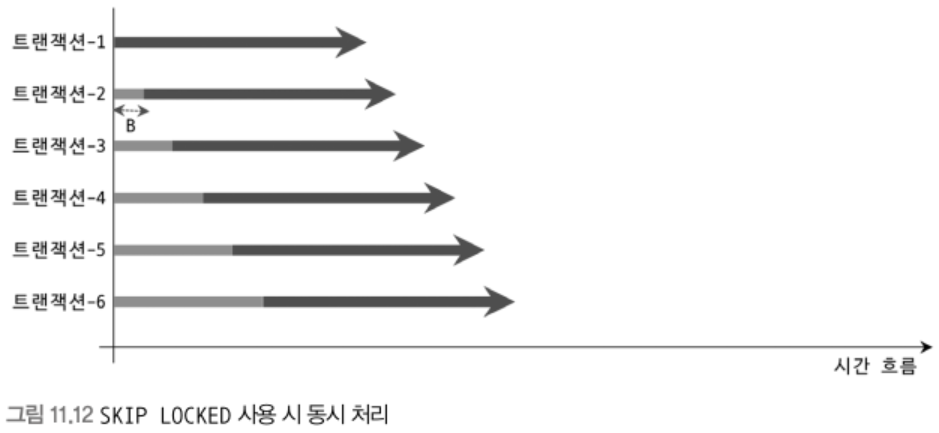 트랜잭션-1
트랜잭션-2
B
트랜잭션-3
트랜잭션-4
트랜잭션-5
트랜잭션-6
시간 흐름
그림 11.12 SKIP LOCKED 사용 시 동시 처리